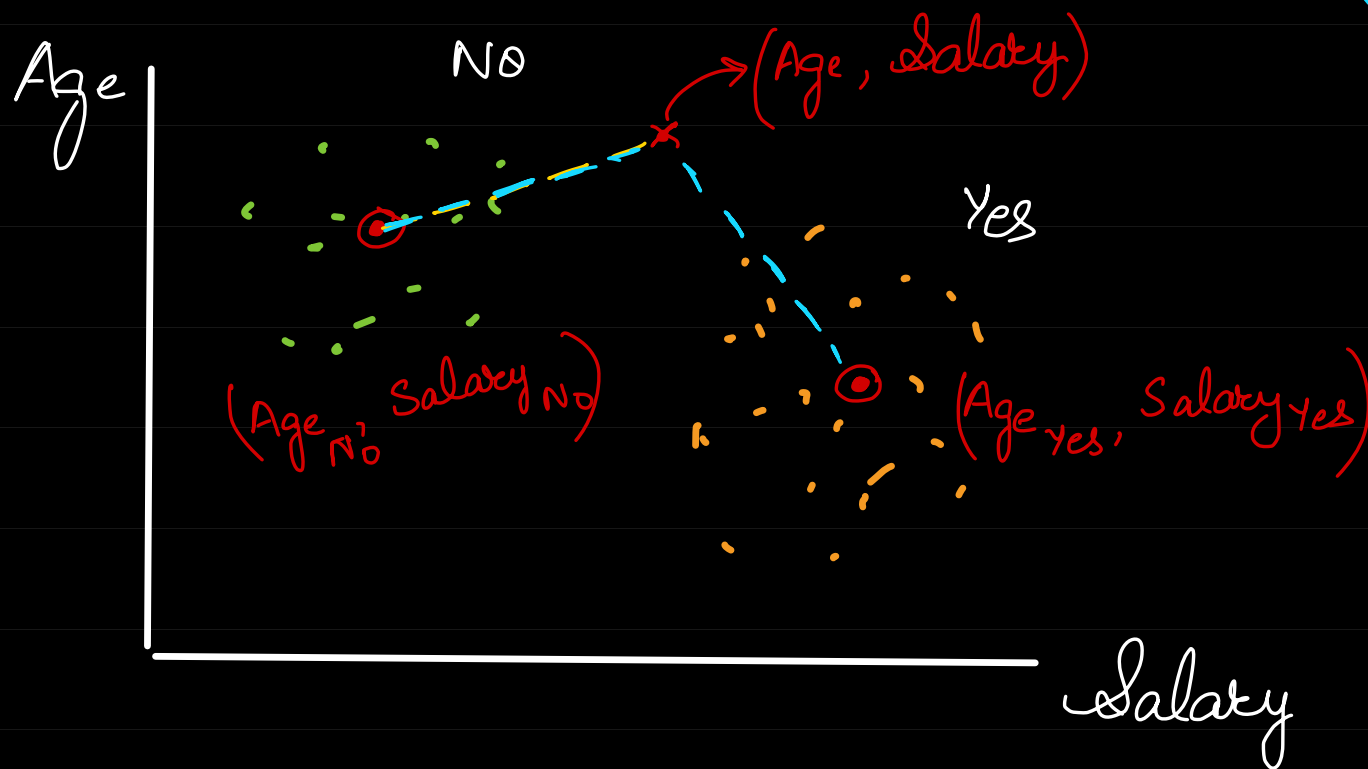 Age
No
(Age, Salary)
Yes
(Age No, Salary No)
(Age Yes, Salary Yes)
Salary